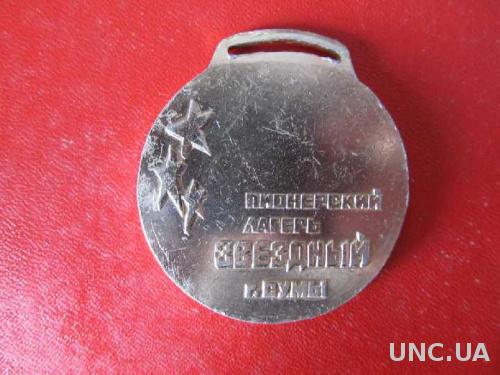 ПИОНЕРСКИЙ
ЛАГЕРЬ
ЗВЕЗДНЫЙ
г. СУМЫ
UNC.UA